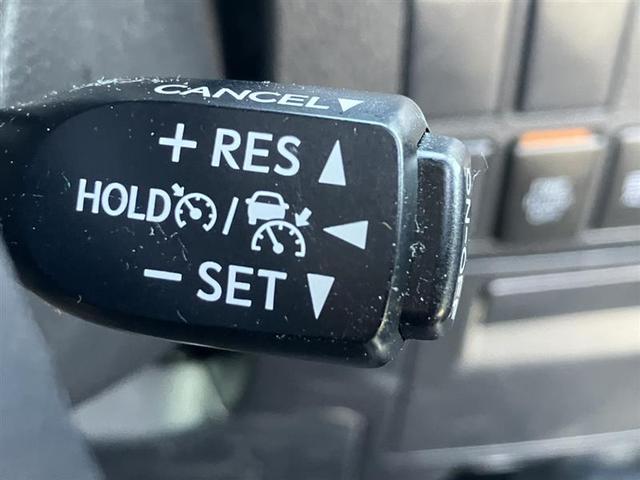 CANCEL▼
+ RES ▲
HOLD / ◀
− SET ▼